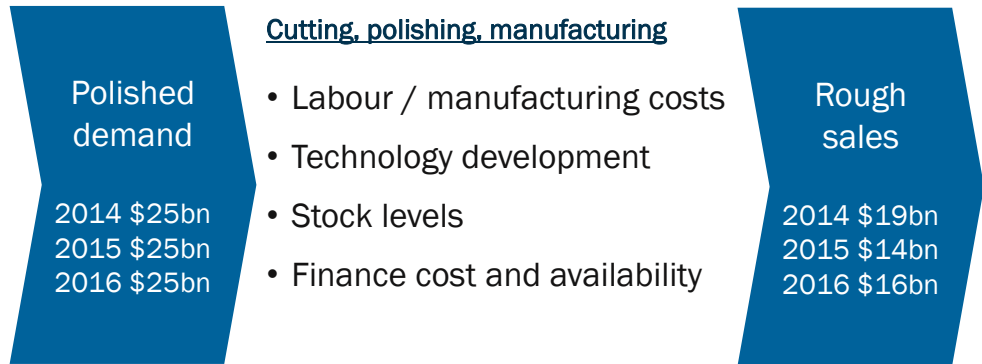 Polished
demand
2014 $25bn
2015 $25bn
2016 $25bn
Cutting, polishing, manufacturing
• Labour / manufacturing costs
• Technology development
• Stock levels
• Finance cost and availability
Rough
sales
2014 $19bn
2015 $14bn
2016 $16bn